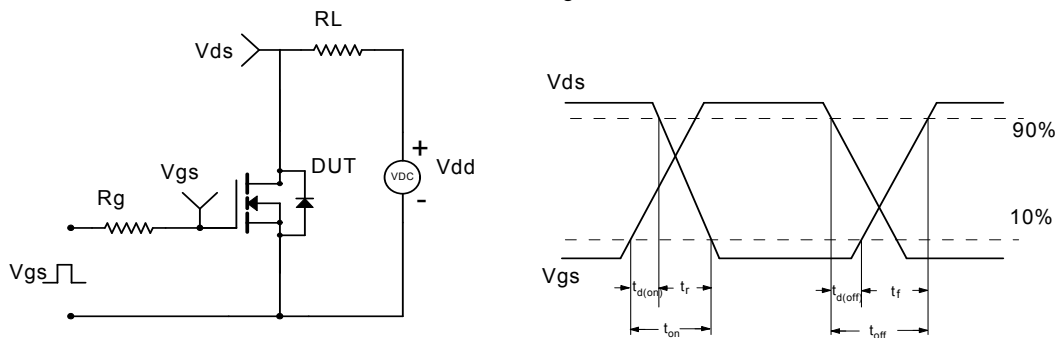 RL
Vds
Vgs
DUT
Rg
VDC
+
Vdd
-
Vgs
Vds
90%
10%
Vgs
td(on)
tr
ton
td(off)
tf
toff